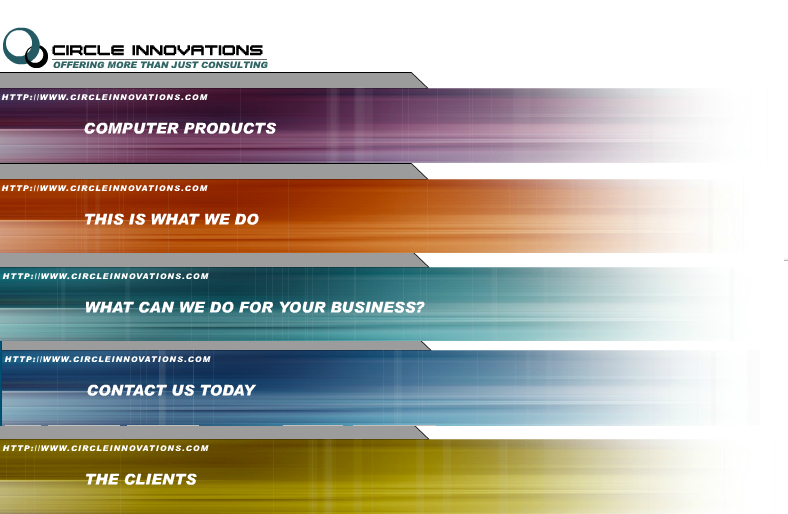 CIRCLE INNOVATIONS
OFFERING MORE THAN JUST CONSULTING
HTTP://WWW.CIRCLEINNOVATIONS.COM
COMPUTER PRODUCTS
HTTP://WWW.CIRCLEINNOVATIONS.COM
THIS IS WHAT WE DO
HTTP://WWW.CIRCLEINNOVATIONS.COM
WHAT CAN WE DO FOR YOUR BUSINESS?
HTTP://WWW.CIRCLEINNOVATIONS.COM
CONTACT US TODAY
HTTP://WWW.CIRCLEINNOVATIONS.COM
THE CLIENTS